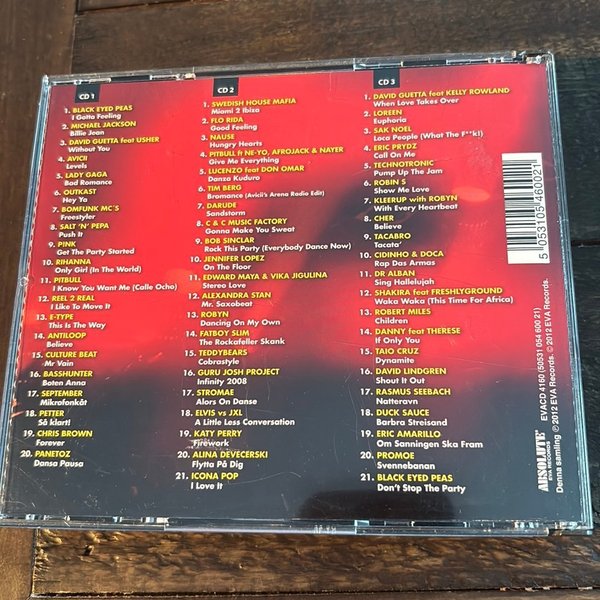 CD 1
1. BLACK EYED PEAS
I Gotta Feeling
2. MICHAEL JACKSON
Billie Jean
3. DAVID GUETTA feat USHER
Without You
4. AVICII
Levels
5. LADY GAGA
Bad Romance
6. OUTKAST
Hey Ya
7. BOMFUNK MC´S
Freestyler
8. SALT 'N' PEPA
Push It
9. PINK
Get The Party Started
10. RIHANNA
Only Girl (In The World)
11. PITBULL
I Know You Want Me (Calle Ocho)
12. REEL 2 REAL
I Like To Move It
13. E-TYPE
This Is The Way
14. ANTILOOP
Believe
15. CULTURE BEAT
Mr Vain
16. BASSHUNTER
Boten Anna
17. SEPTEMBER
Mikrofonkåt
18. PETTER
Så klart!
19. CHRIS BROWN
Forever
20. PANETOZ
Dansa Pausa
CD 2
1. SWEDISH HOUSE MAFIA
Miami 2 Ibiza
2. FLO RIDA
Good Feeling
3. NAUSE
Hungry Hearts
4. PITBULL ft NE-YO, AFROJACK & NAYER
Give Me Everything
5. LUCENZO feat DON OMAR
Danza Kuduro
6. TIM BERG
Bromance (Avicii's Arena Radio Edit)
7. DARUDE
Sandstorm
8. C & C MUSIC FACTORY
Gonna Make You Sweat
9. BOB SINCLAR
Rock This Party (Everybody Dance Now)
10. JENNIFER LOPEZ
On The Floor
11. EDWARD MAYA & VIKA JIGULINA
Stereo Love
12. ALEXANDRA STAN
Mr. Saxobeat
13. ROBYN
Dancing On My Own
14. FATBOY SLIM
The Rockafeller Skank
15. TEDDYBEARS
Cobrastyle
16. GURU JOSH PROJECT
Infinity 2008
17. STROMAE
Alors On Danse
18. ELVIS vs JXL
A Little Less Conversation
19. KATY PERRY
Firework
20. ALINA DEVECERSKI
Flytta På Dig
21. ICONA POP
I Love It
CD 3
1. DAVID GUETTA feat KELLY ROWLAND
When Love Takes Over
2. LOREEN
Euphoria
3. SAK NOEL
Loca People (What The F**k!)
4. ERIC PRYDZ
Call On Me
5. TECHNOTRONIC
Pump Up The Jam
6. ROBIN S
Show Me Love
7. KLEERUP with ROBYN
With Every Heartbeat
8. CHER
Believe
9. TACABRO
Tacata'
10. CIDINHO & DOCA
Rap Das Armas
11. DR ALBAN
Sing Hallelujah
12. SHAKIRA feat FRESHLYGROUND
Waka Waka (This Time For Africa)
13. ROBERT MILES
Children
14. DANNY feat THERESE
If Only You
15. TAIO CRUZ
Dynamite
16. DAVID LINDGREN
Shout It Out
17. RASMUS SEEBACH
Natteravn
18. DUCK SAUCE
Barbra Streisand
19. ERIC AMARILLO
Om Sanningen Ska Fram
20. PROMOE
Svennebanan
21. BLACK EYED PEAS
Don't Stop The Party
5 053105 460021
ABSOLUTE
EVA RECORDS
EVACD 4160 (50531 054 600 21)
Denna samling ℗ 2012 EVA Records. © 2012 EVA Records.